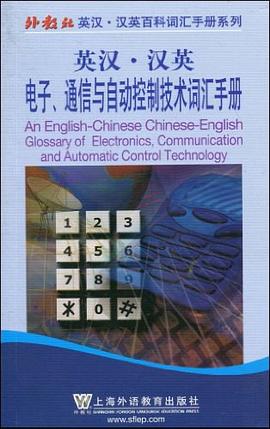 外教社 英汉·汉英百科词汇手册系列
英汉·汉英
电子、通信与自动控制技术词汇手册
An English-Chinese Chinese-English
Glossary of Electronics, Communication
and Automatic Control Technology
1 2 3
4 5 6
7 8 9
* 0 #
外教社 上海外语教育出版社
SHANGHAI FOREIGN LANGUAGE EDUCATION PRESS
www.sflep.com